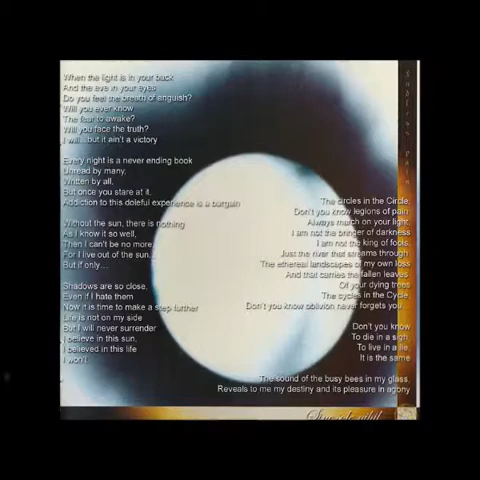 When the light is in your back
And the eve in your eyes
Do you feel the breath of anguish?
Will you ever know
The fear to awake?
Will you face the truth?
I will...but it ain't a victory
Every night is a never ending book
Unread by many,
Written by all,
But once you stare at it,
Addiction to this doleful experience is a bargain
Without the sun, there is nothing
As I know it so well,
Then I can't be no more
For I live out of the sun...
But if only...
Shadows are so close,
Even if I hate them
Now it is time to make a step further
Life is not on my side
But I will never surrender
I believe in this sun,
I believed in this life
I won't
The circles in the Circle,
Don't you know legions of pain
Always march on your light,
I am not the bringer of darkness
I am not the king of fools,
Just the river that streams through
The ethereal landscapes of my own loss
And that carries the fallen leaves
Of your dying trees
The cycles in the Cycle,
Don't you know oblivion never forgets you...
Don't you know
To die in a sigh,
To live in a lie,
It is the same
The sound of the busy bees in my glass,
Reveals to me my destiny and its pleasure in agony
Sine sole nihil